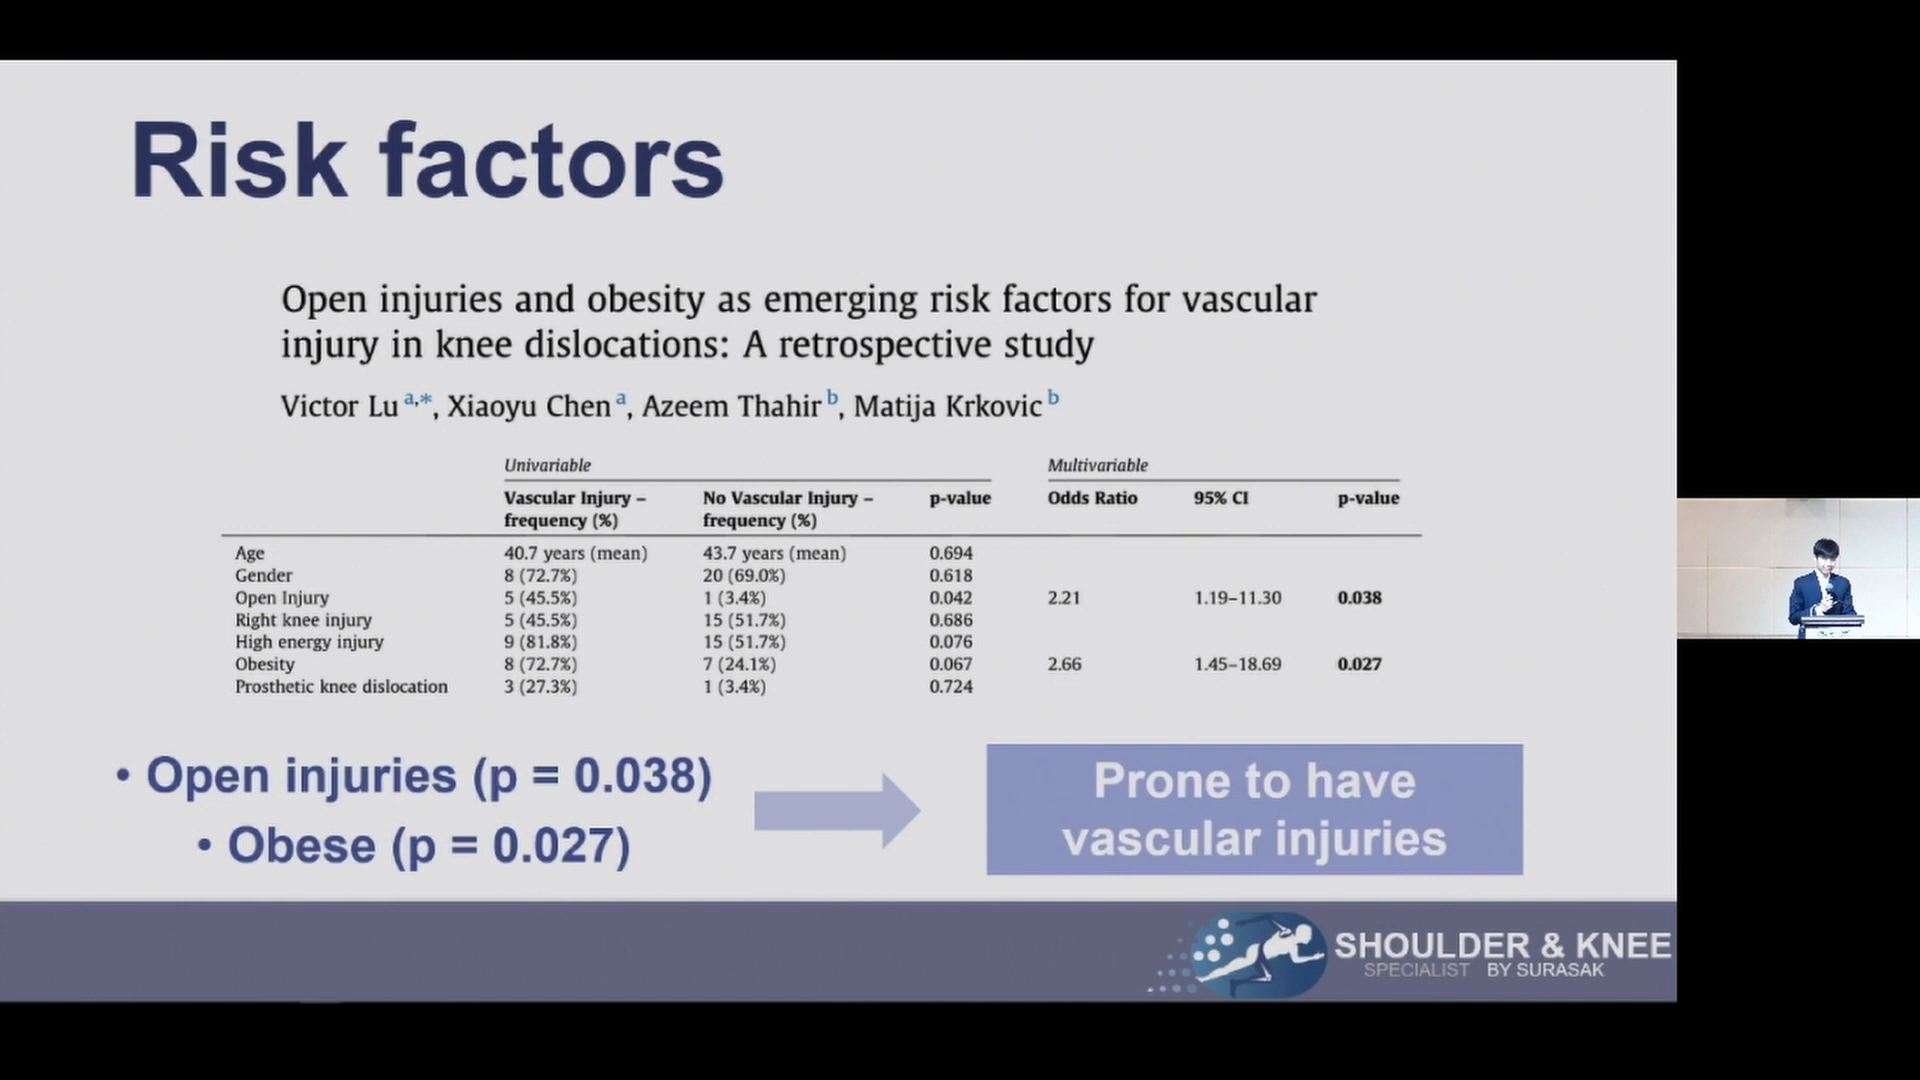 Risk factors
Open injuries and obesity as emerging risk factors for vascular
injury in knee dislocations: A retrospective study
Victor Lu a,*, Xiaoyu Chen a, Azeem Thahir b, Matija Krkovic b
Univariable Multivariable
Vascular Injury – No Vascular Injury – p-value Odds Ratio 95% CI p-value
frequency (%) frequency (%)
Age 40.7 years (mean) 43.7 years (mean) 0.694
Gender 8 (72.7%) 20 (69.0%) 0.618
Open Injury 5 (45.5%) 1 (3.4%) 0.042 2.21 1.19–11.30 0.038
Right knee injury 5 (45.5%) 15 (51.7%) 0.686
High energy injury 9 (81.8%) 15 (51.7%) 0.076
Obesity 8 (72.7%) 7 (24.1%) 0.067 2.66 1.45–18.69 0.027
Prosthetic knee dislocation 3 (27.3%) 1 (3.4%) 0.724
• Open injuries (p = 0.038)
• Obese (p = 0.027)
Prone to have
vascular injuries
SHOULDER & KNEE
SPECIALIST BY SURASAK